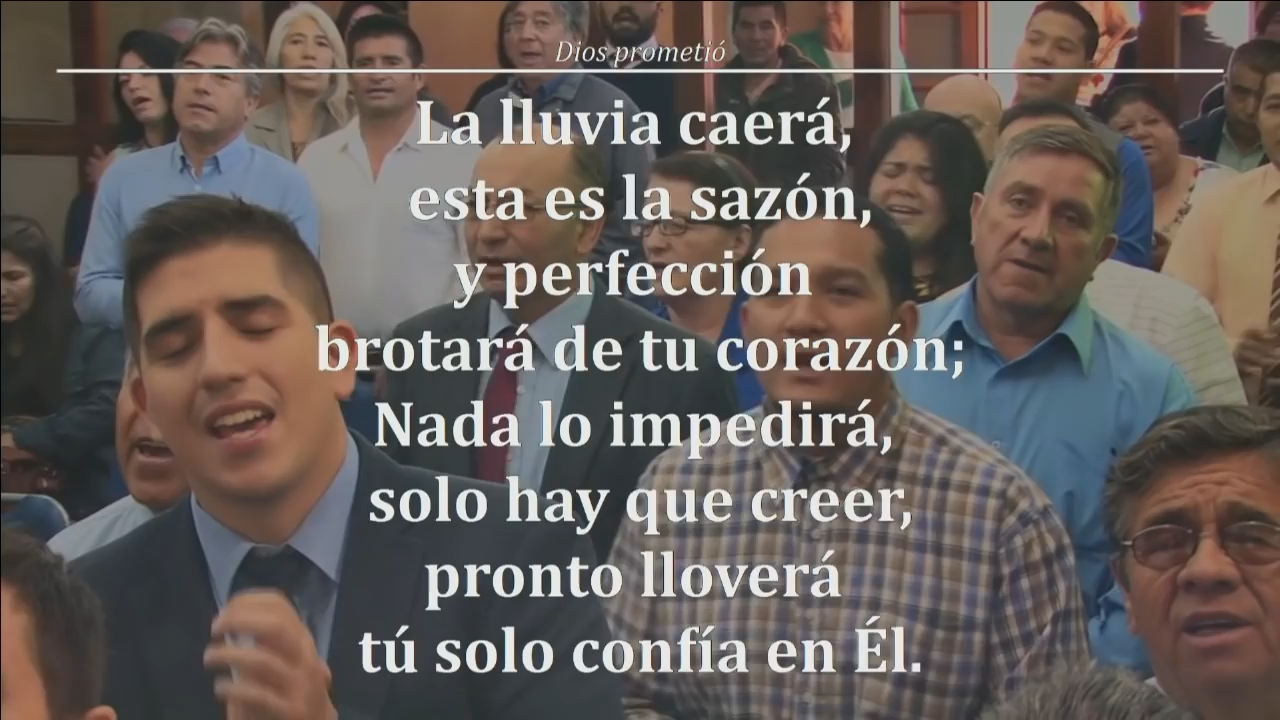 Dios prometió
La lluvia caerá,
esta es la sazón,
y perfección
brotará de tu corazón;
Nada lo impedirá,
solo hay que creer,
pronto lloverá
tú solo confía en Él.